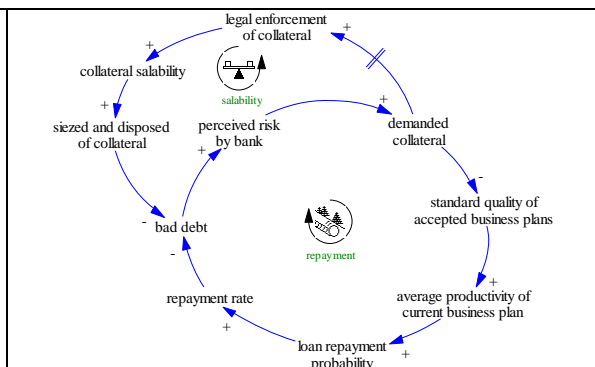 legal enforcement
of collateral
+
+
collateral salability
salability
+
+
siezed and disposed
of collateral
perceived risk
by bank
demanded
collateral
+
-
standard quality of
accepted business plans
-
bad debt
-
repayment
+
repayment rate
average productivity of
current business plan
+
loan repayment
probability
+